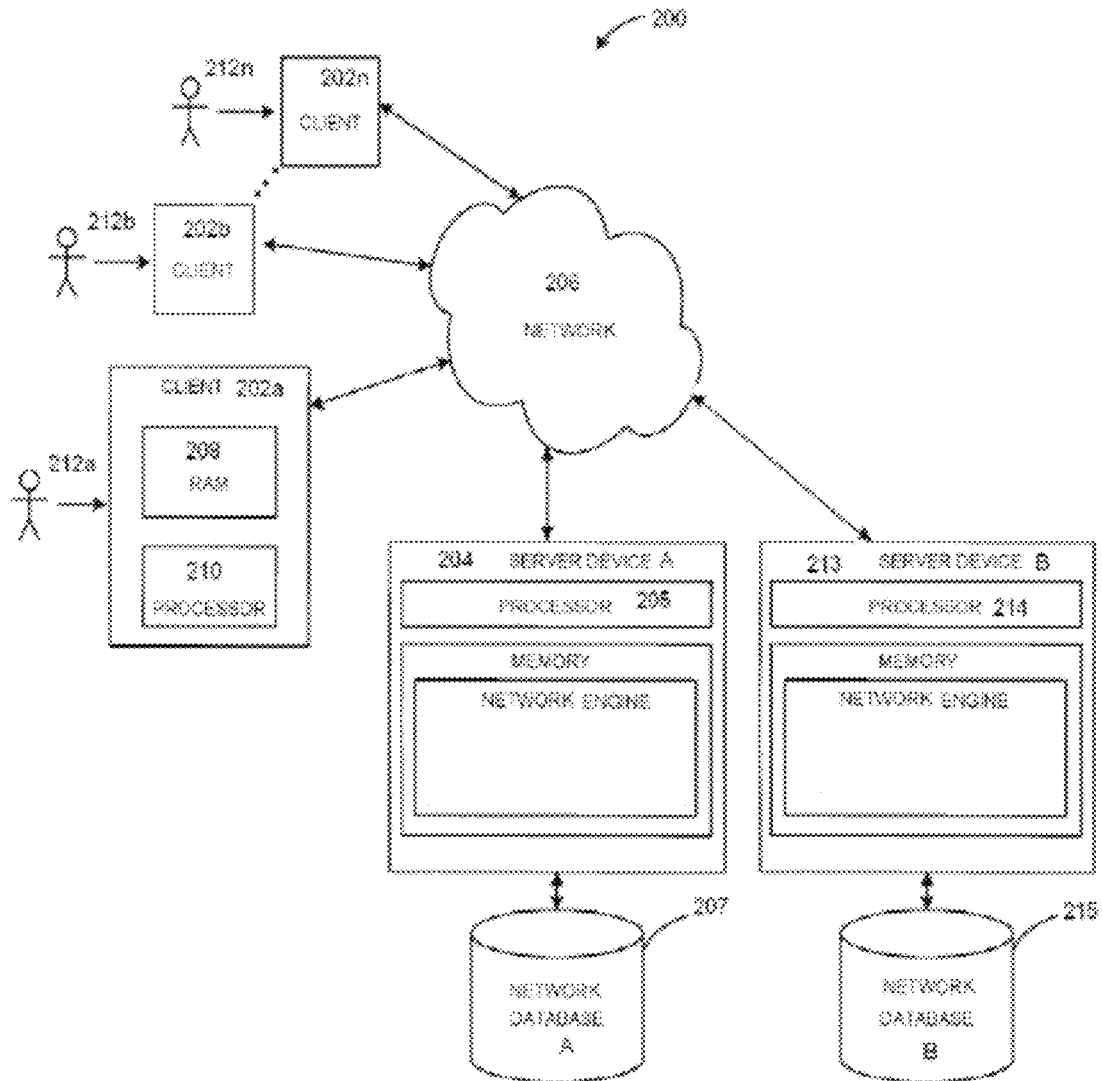 200
212n
202n
CLIENT
212b
202b
CLIENT
206
NETWORK
CLIENT 202a
212a
208
RAM
210
PROCESSOR
204 SERVER DEVICE A
PROCESSOR 205
MEMORY
NETWORK ENGINE
213 SERVER DEVICE B
PROCESSOR 214
MEMORY
NETWORK ENGINE
207
NETWORK
DATABASE
A
215
NETWORK
DATABASE
B